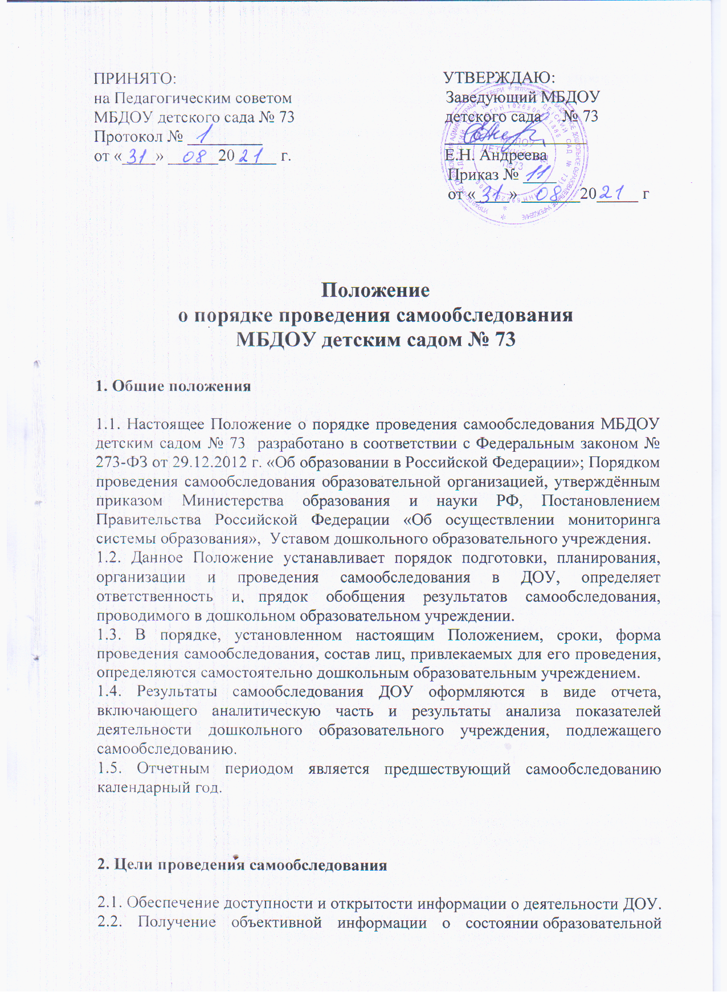 ПРИНЯТО:
на Педагогическим советом
МБДОУ детского сада № 73
Протокол № 1
от «31» 08 2021 г.
УТВЕРЖДАЮ:
Заведующий МБДОУ
детского сада № 73
Е.Н. Андреева
Приказ № 11
от «31» 08 2021 г
Положение
о порядке проведения самообследования
МБДОУ детским садом № 73
1. Общие положения
1.1. Настоящее Положение о порядке проведения самообследования МБДОУ
детским садом № 73 разработано в соответствии с Федеральным законом №
273-ФЗ от 29.12.2012 г. «Об образовании в Российской Федерации»; Порядком
проведения самообследования образовательной организацией, утверждённым
приказом Министерства образования и науки РФ, Постановлением
Правительства Российской Федерации «Об осуществлении мониторинга
системы образования», Уставом дошкольного образовательного учреждения.
1.2. Данное Положение устанавливает порядок подготовки, планирования,
организации и проведения самообследования в ДОУ, определяет
ответственность и прядок обобщения результатов самообследования,
проводимого в дошкольном образовательном учреждении.
1.3. В порядке, установленном настоящим Положением, сроки, форма
проведения самообследования, состав лиц, привлекаемых для его проведения,
определяются самостоятельно дошкольным образовательным учреждением.
1.4. Результаты самообследования ДОУ оформляются в виде отчета,
включающего аналитическую часть и результаты анализа показателей
деятельности дошкольного образовательного учреждения, подлежащего
самообследованию.
1.5. Отчетным периодом является предшествующий самообследованию
календарный год.
2. Цели проведения самообследования
2.1. Обеспечение доступности и открытости информации о деятельности ДОУ.
2.2. Получение объективной информации о состоянии образовательной